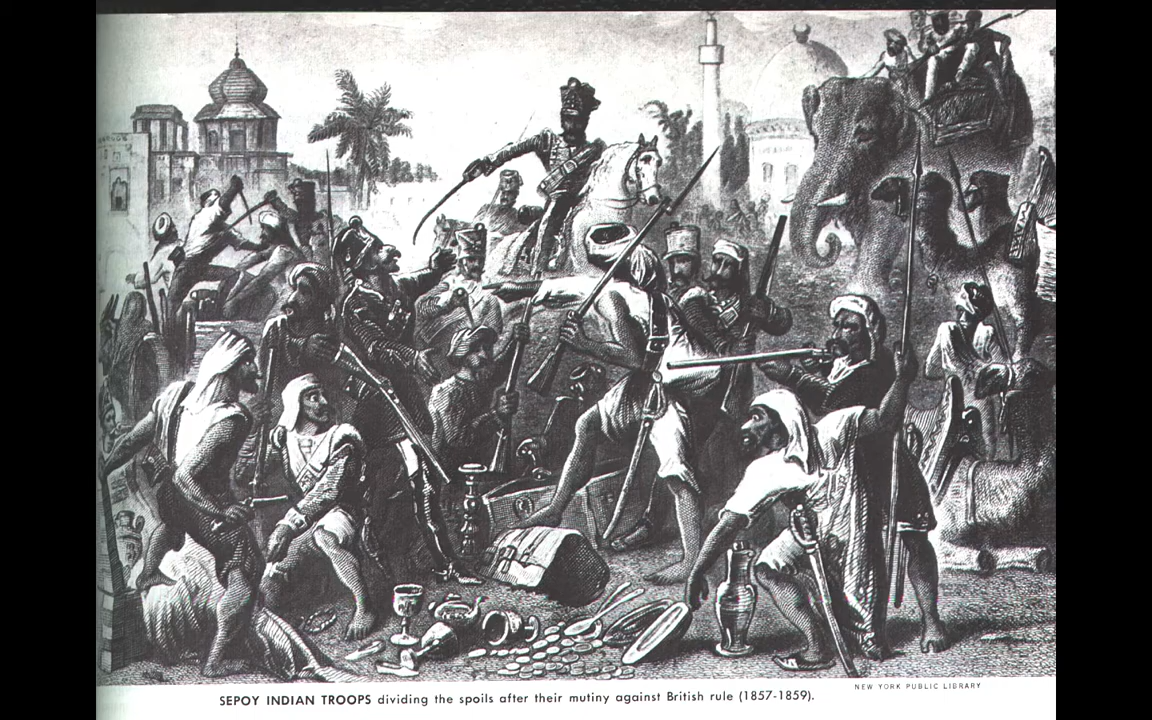 NEW YORK PUBLIC LIBRARY
SEPOY INDIAN TROOPS dividing the spoils after their mutiny against British rule (1857-1859).